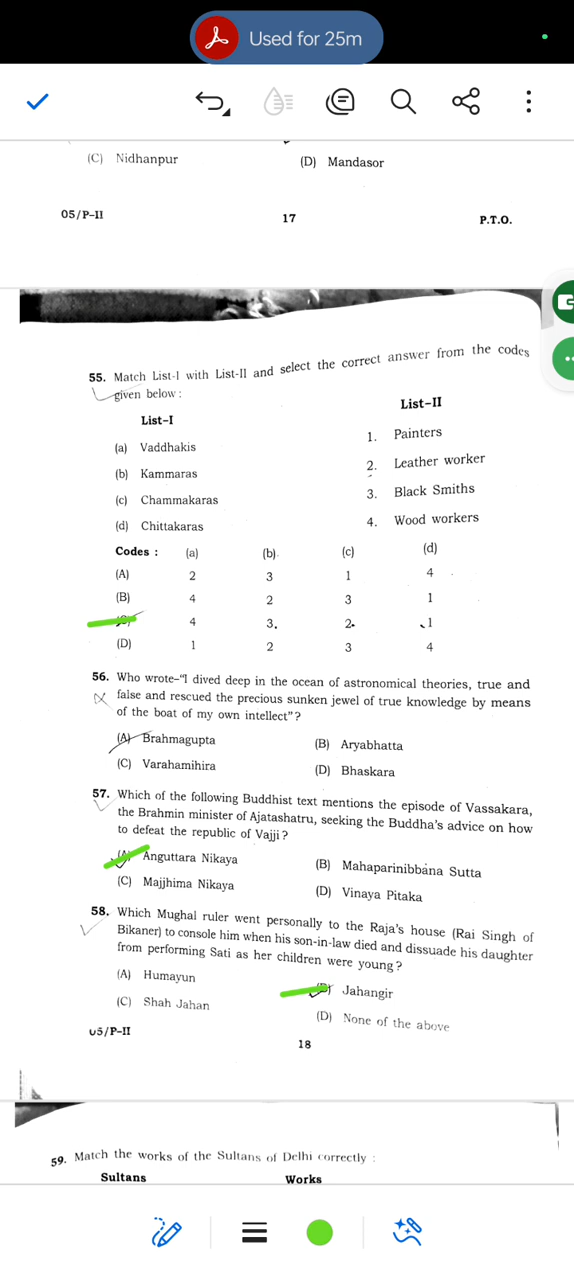 Used for 25m
(C) Nidhanpur (D) Mandasor
05/P-II 17 P.T.O.
55. Match List-I with List-II and select the correct answer from the codes
given below :
List-I List-II
(a) Vaddhakis 1. Painters
(b) Kammaras 2. Leather worker
(c) Chammakaras 3. Black Smiths
(d) Chittakaras 4. Wood workers
Codes : (a) (b) (c) (d)
(A) 2 3 1 4
(B) 4 2 3 1
(C) 4 3 2 1
(D) 1 2 3 4
56. Who wrote-"I dived deep in the ocean of astronomical theories, true and
false and rescued the precious sunken jewel of true knowledge by means
of the boat of my own intellect"?
(A) Brahmagupta (B) Aryabhatta
(C) Varahamihira (D) Bhaskara
57. Which of the following Buddhist text mentions the episode of Vassakara,
the Brahmin minister of Ajatashatru, seeking the Buddha's advice on how
to defeat the republic of Vajji?
(A) Anguttara Nikaya (B) Mahaparinibbana Sutta
(C) Majjhima Nikaya (D) Vinaya Pitaka
58. Which Mughal ruler went personally to the Raja's house (Rai Singh of
Bikaner) to console him when his son-in-law died and dissuade his daughter
from performing Sati as her children were young?
(A) Humayun (B) Jahangir
(C) Shah Jahan (D) None of the above
05/P-II 18
59. Match the works of the Sultans of Delhi correctly :
Sultans Works